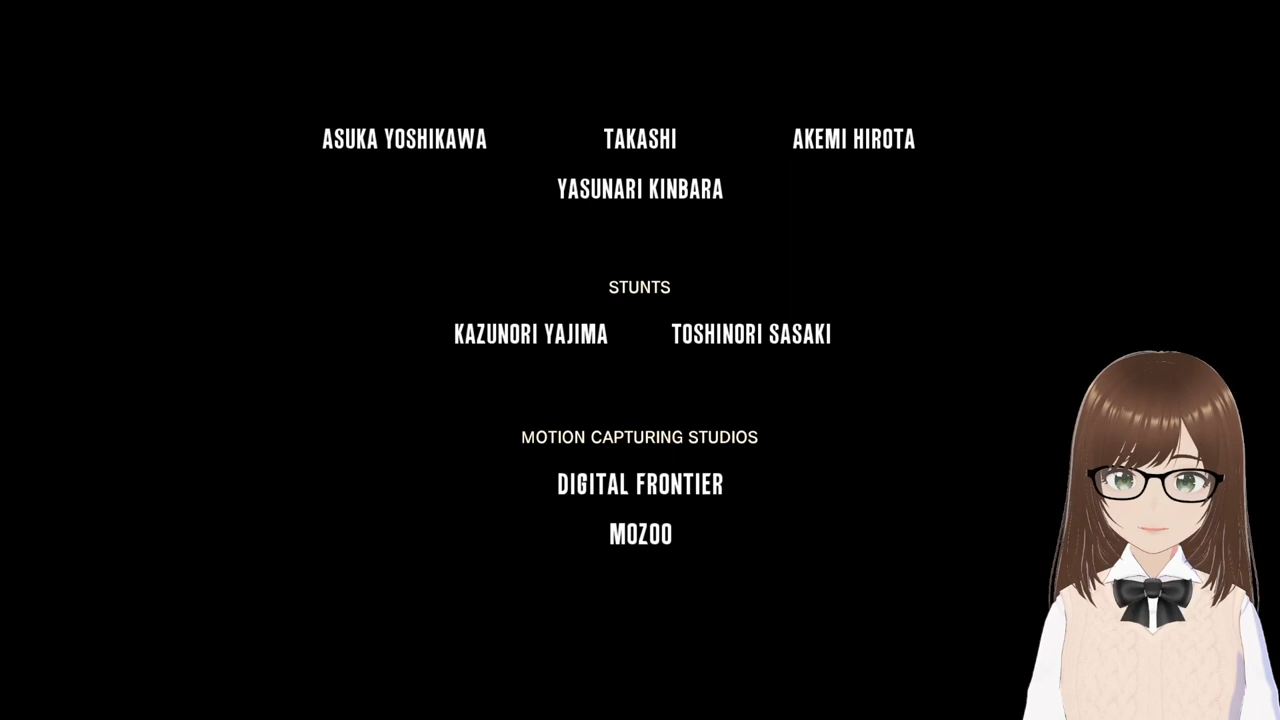 ASUKA YOSHIKAWA TAKASHI AKEMI HIROTA
YASUNARI KINBARA
STUNTS
KAZUNORI YAJIMA TOSHINORI SASAKI
MOTION CAPTURING STUDIOS
DIGITAL FRONTIER
MOZOO